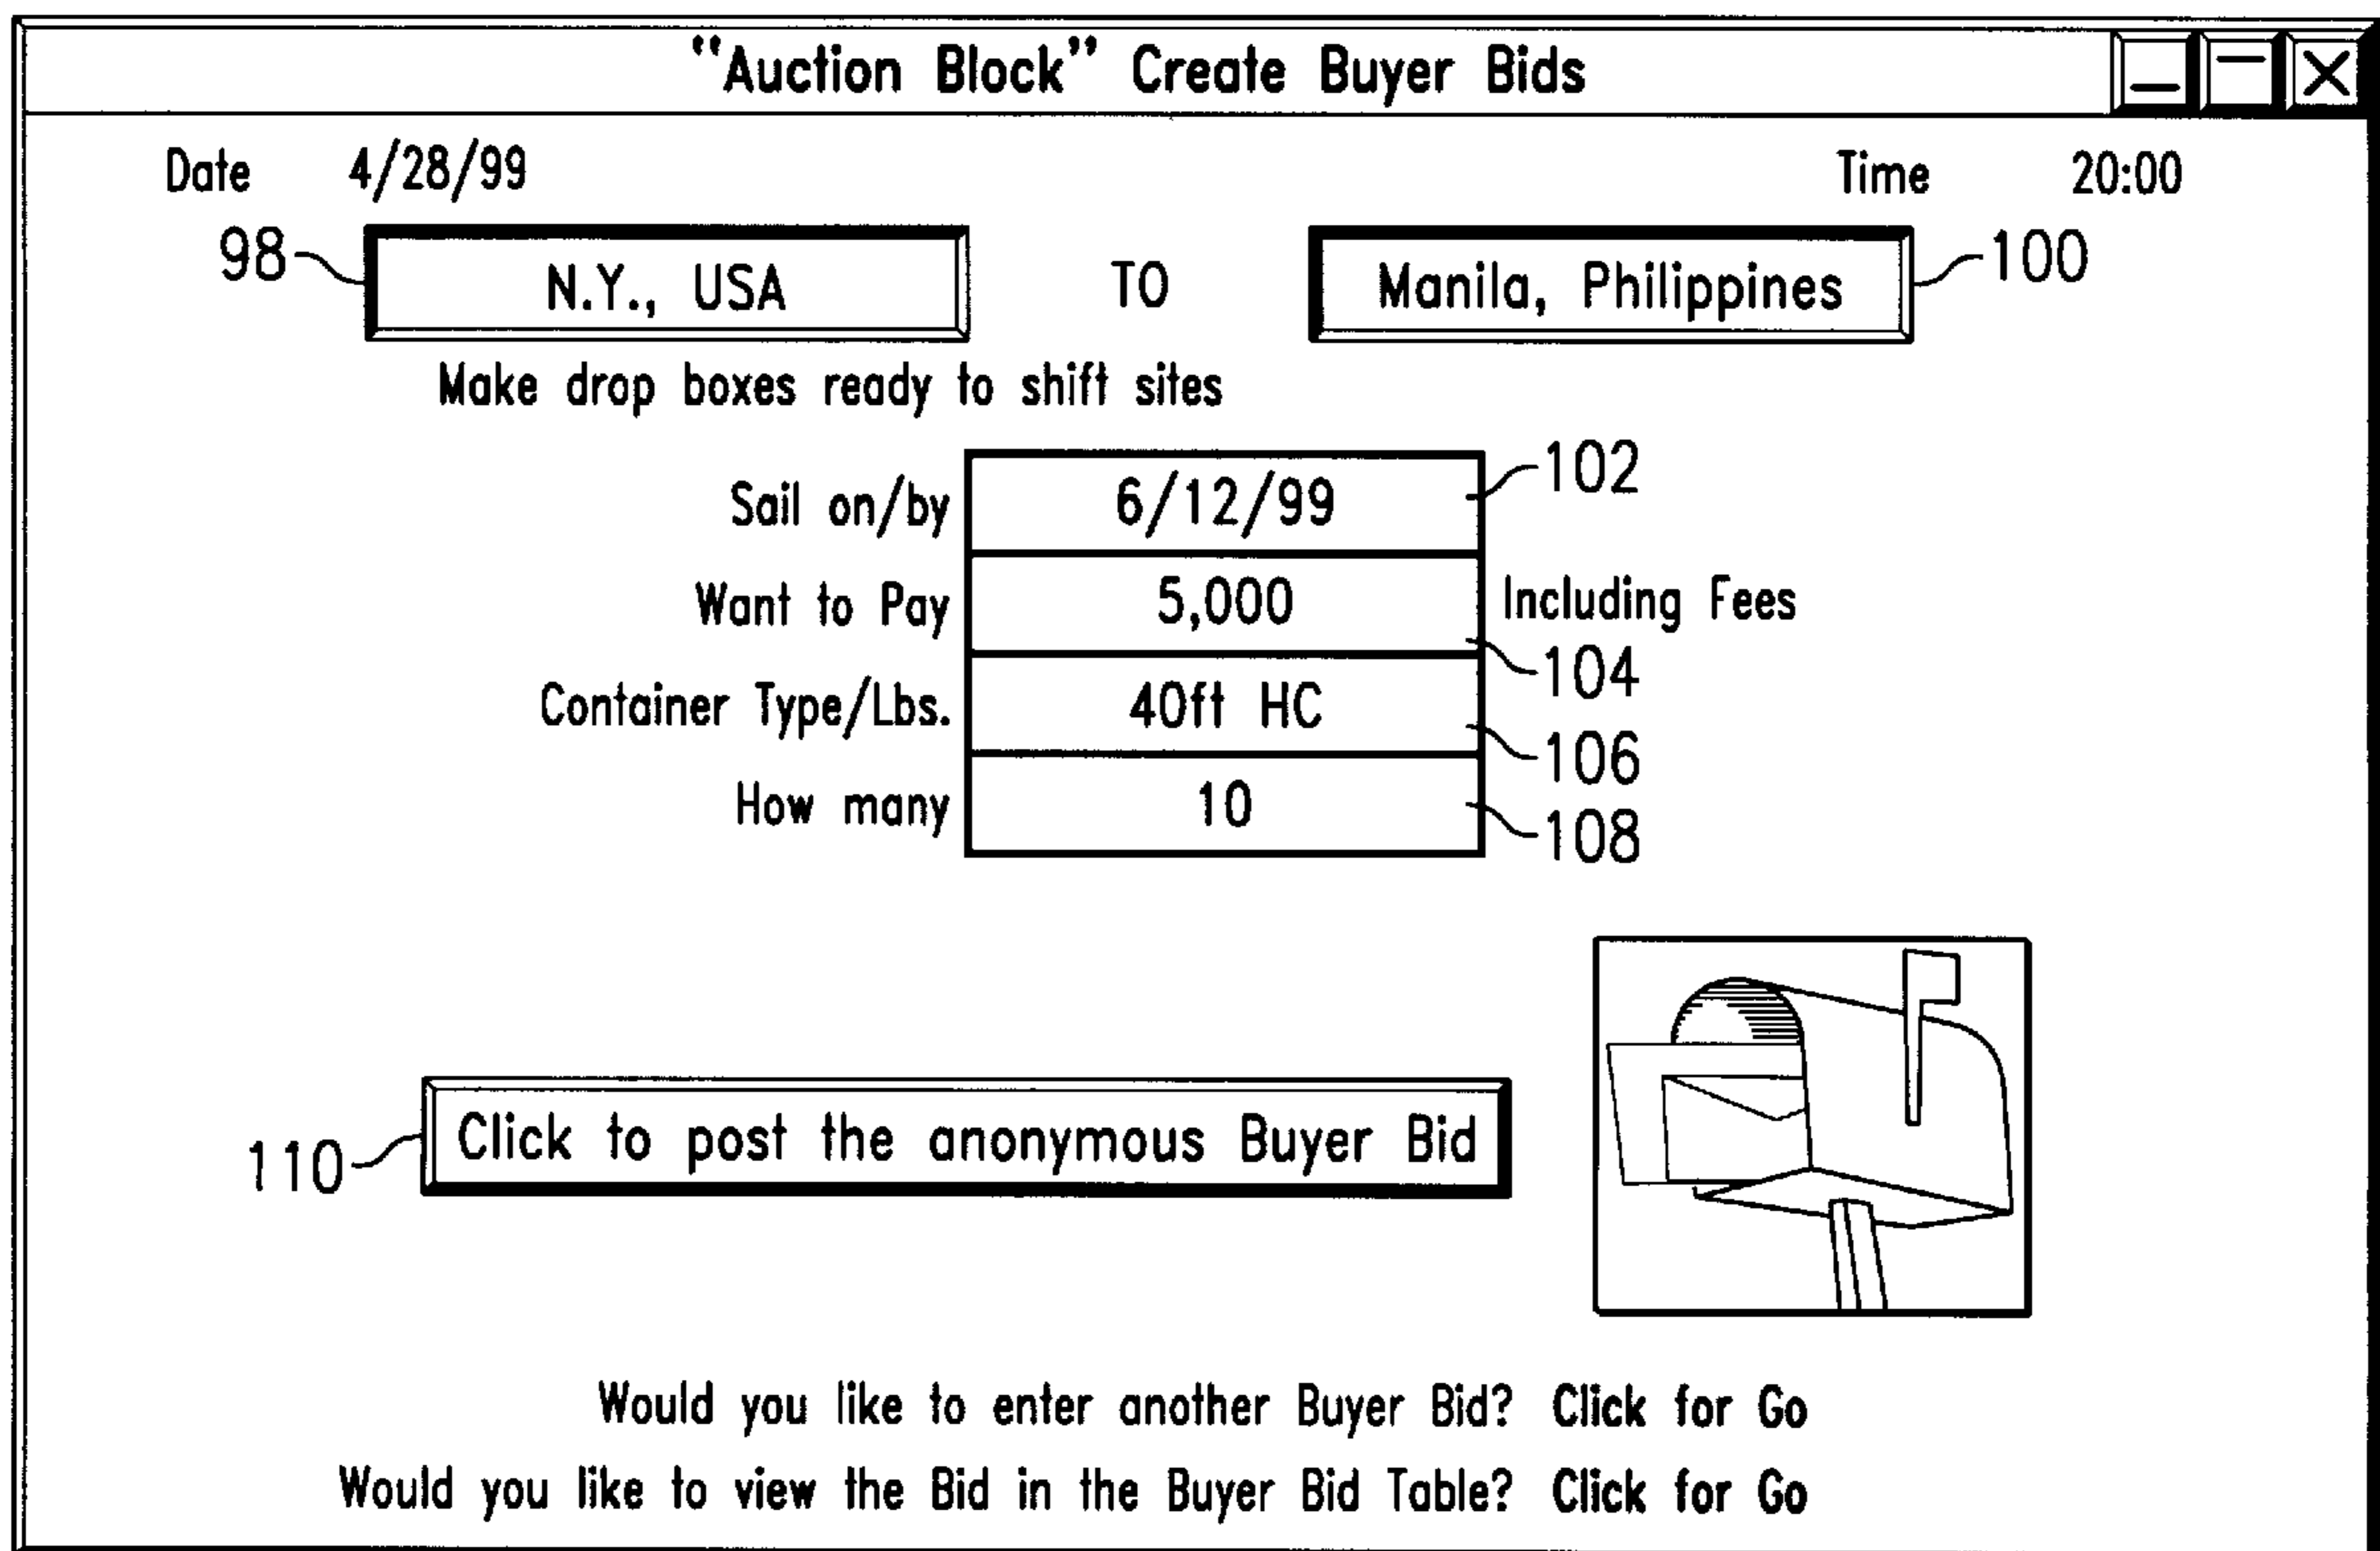 "Auction Block" Create Buyer Bids
Date 4/28/99 Time 20:00
98 N.Y., USA TO Manila, Philippines 100
Make drop boxes ready to shift sites
Sail on/by 6/12/99 102
Want to Pay 5,000 Including Fees
104
Container Type/Lbs. 40ft HC
106
How many 10
108
110 Click to post the anonymous Buyer Bid
Would you like to enter another Buyer Bid? Click for Go
Would you like to view the Bid in the Buyer Bid Table? Click for Go